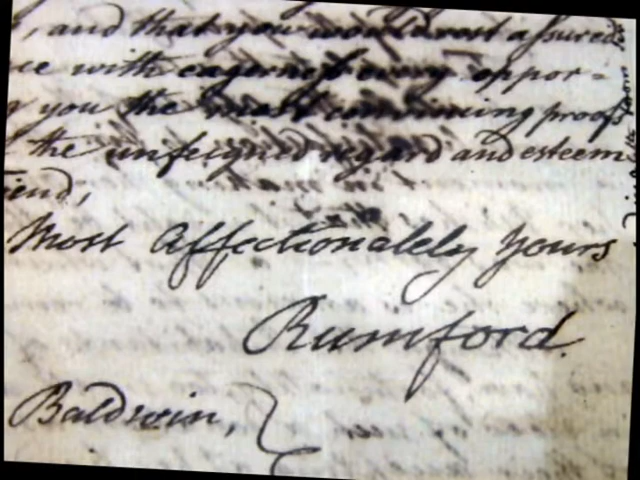 , and that you would rest assured
with eagerness every oppor=
you the most convincing proof
the unfeigned regard and esteem
iend,
Most Affectionately Yours
Rumford.
Baldwin,